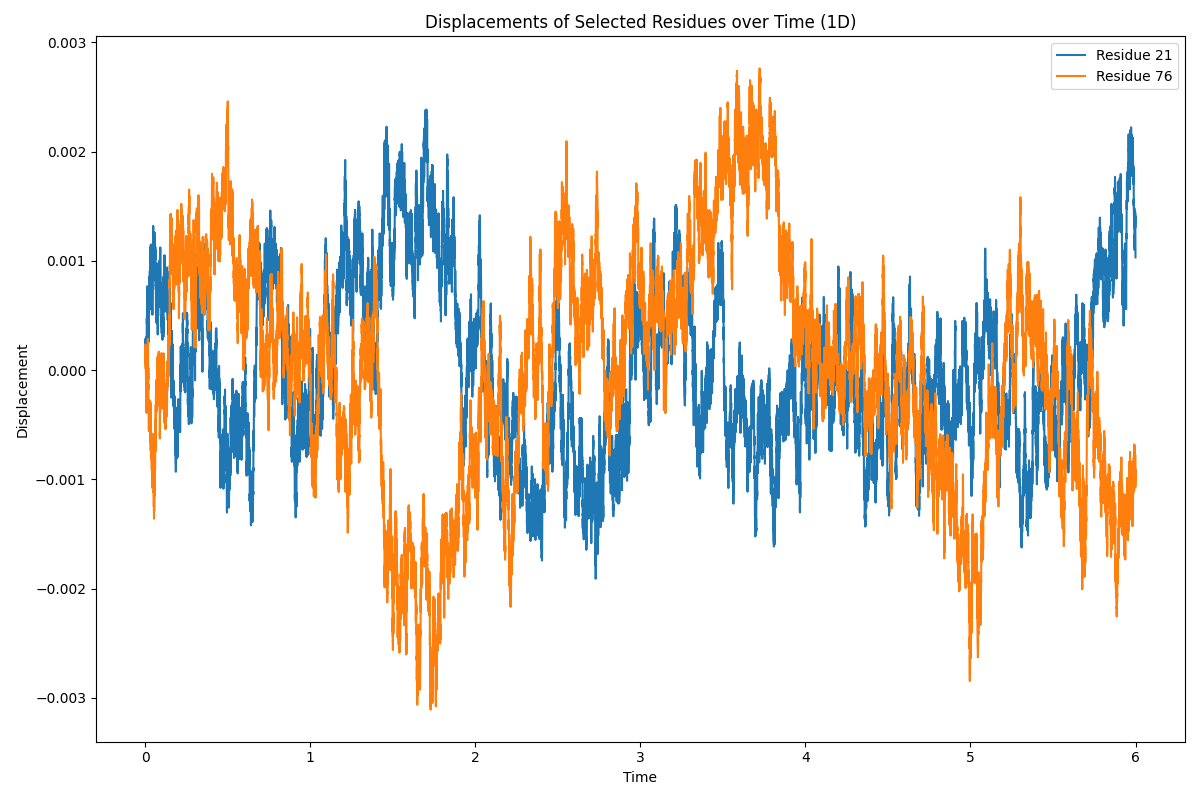 Displacements of Selected Residues over Time (1D)
Residue 21
Residue 76
Displacement
0.003
0.002
0.001
0.000
−0.001
−0.002
−0.003
0 1 2 3 4 5 6
Time